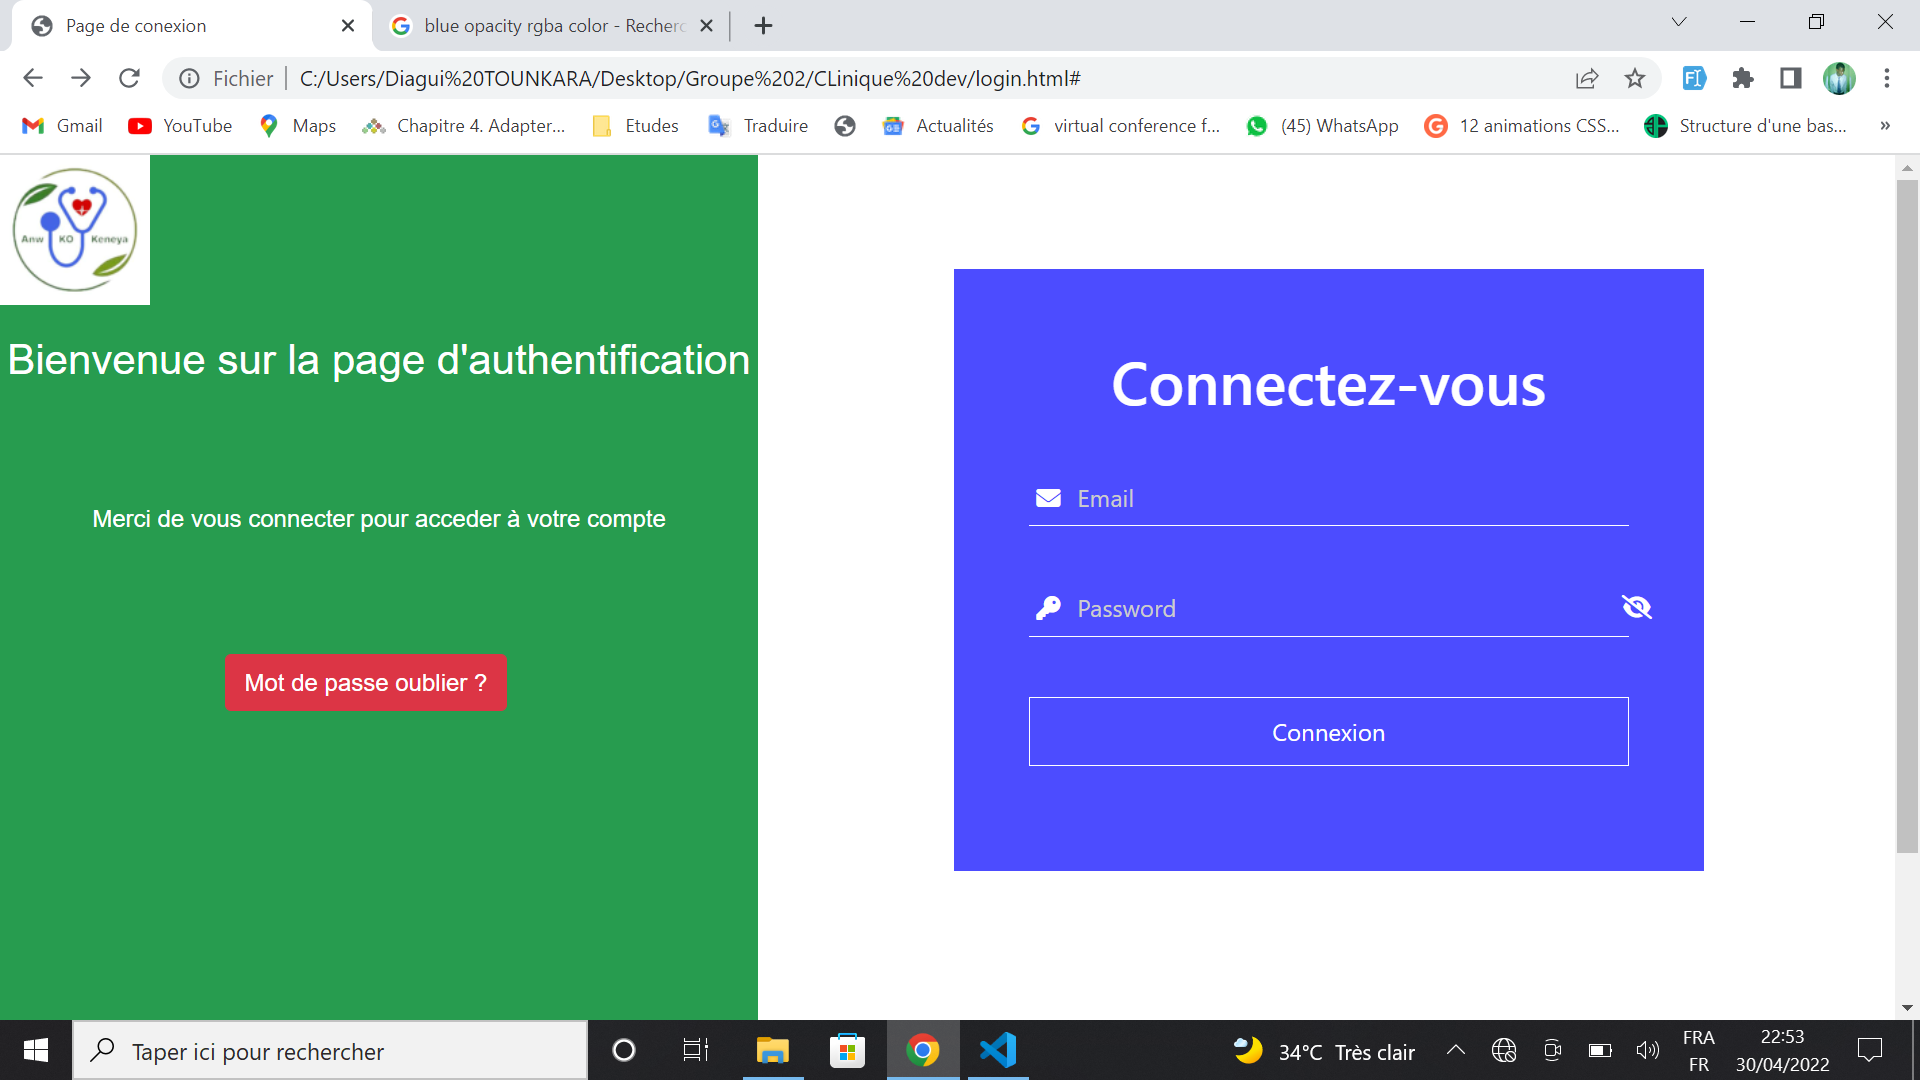 Page de conexion
blue opacity rgba color - Recherc
Fichier
C:/Users/Diagui%20TOUNKARA/Desktop/Groupe%202/CLinique%20dev/login.html#
Gmail
YouTube
Maps
Chapitre 4. Adapter...
Etudes
Traduire
Actualités
virtual conference f...
(45) WhatsApp
12 animations CSS...
Structure d'une bas...
»
Anw KO Keneya
Bienvenue sur la page d'authentification
Merci de vous connecter pour acceder à votre compte
Mot de passe oublier ?
Connectez-vous
Email
Password
Connexion
Taper ici pour rechercher
34°C Très clair
FRA
FR
22:53
30/04/2022